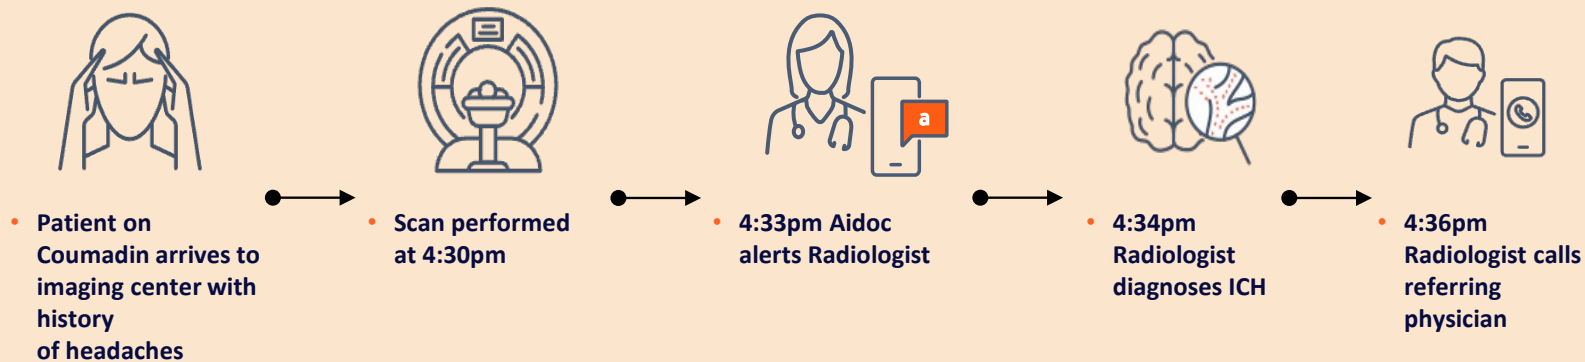 a
• Patient on
Coumadin arrives to
imaging center with
history
of headaches
• Scan performed
at 4:30pm
• 4:33pm Aidoc
alerts Radiologist
• 4:34pm
Radiologist
diagnoses ICH
• 4:36pm
Radiologist calls
referring
physician